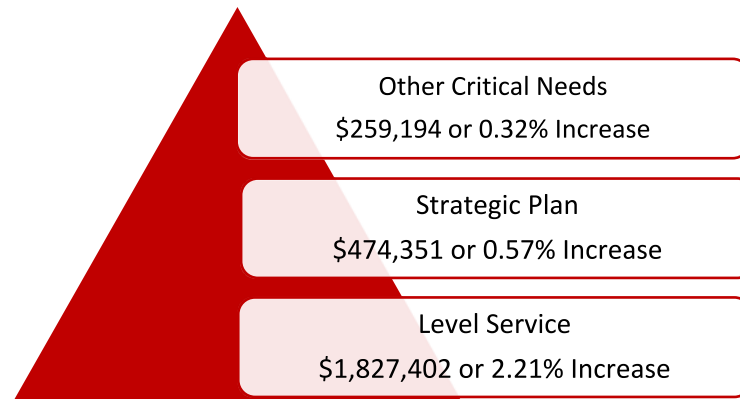 Other Critical Needs
$259,194 or 0.32% Increase
Strategic Plan
$474,351 or 0.57% Increase
Level Service
$1,827,402 or 2.21% Increase